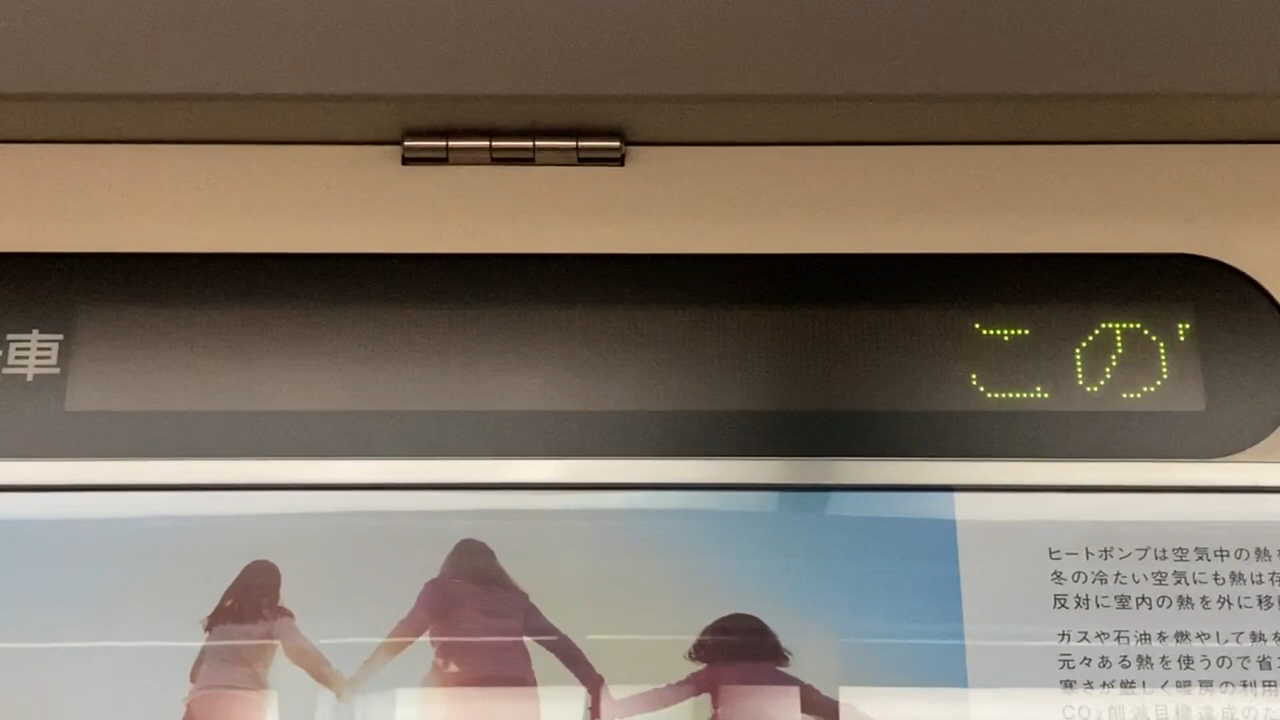 車
この
ヒートポンプは空気中の熱
冬の冷たい空気にも熱は存
反対に室内の熱を外に移
ガスや石油を燃やして熱を
元々ある熱を使うので省エ
寒さが厳しく暖房の利用
CO₂削減目標達成のた